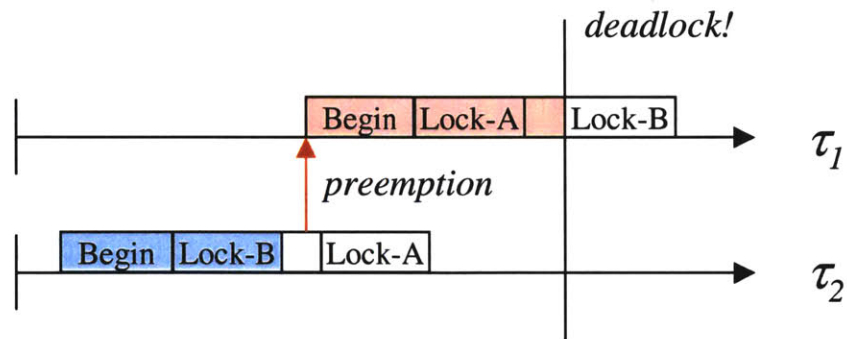 deadlock!
Begin Lock-A Lock-B
τ1
preemption
Begin Lock-B Lock-A
τ2